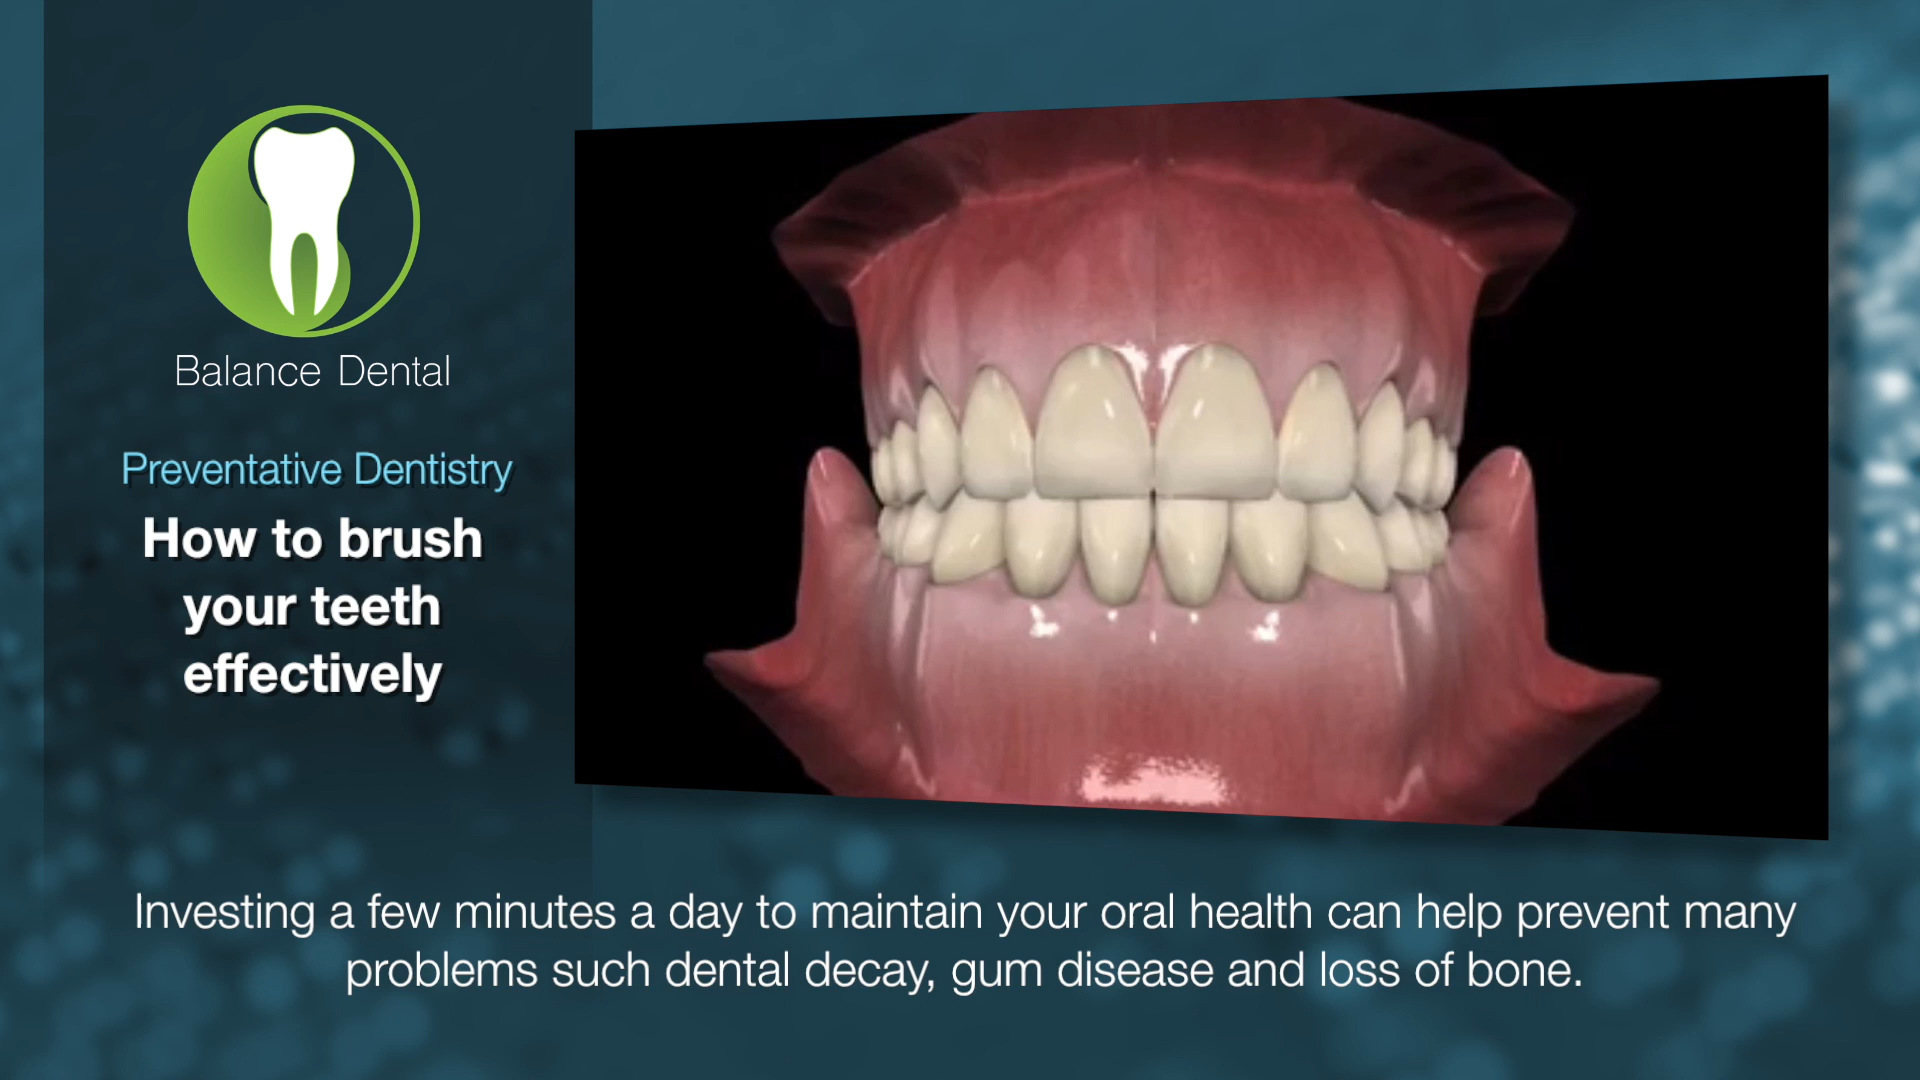 Balance Dental
Preventative Dentistry
How to brush
your teeth
effectively
Investing a few minutes a day to maintain your oral health can help prevent many
problems such dental decay, gum disease and loss of bone.